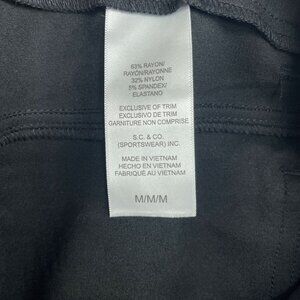 63% RAYON/
RAYON/RAYONNE
32% NYLON
5% SPANDEX/
ELASTANO
EXCLUSIVE OF TRIM
EXCLUSIVO DE TRIM
GARNITURE NON COMPRISE
S.C. & CO.
(SPORTSWEAR) INC.
MADE IN VIETNAM
HECHO EN VIETNAM
FABRIQUÉ AU VIETNAM
M/M/M